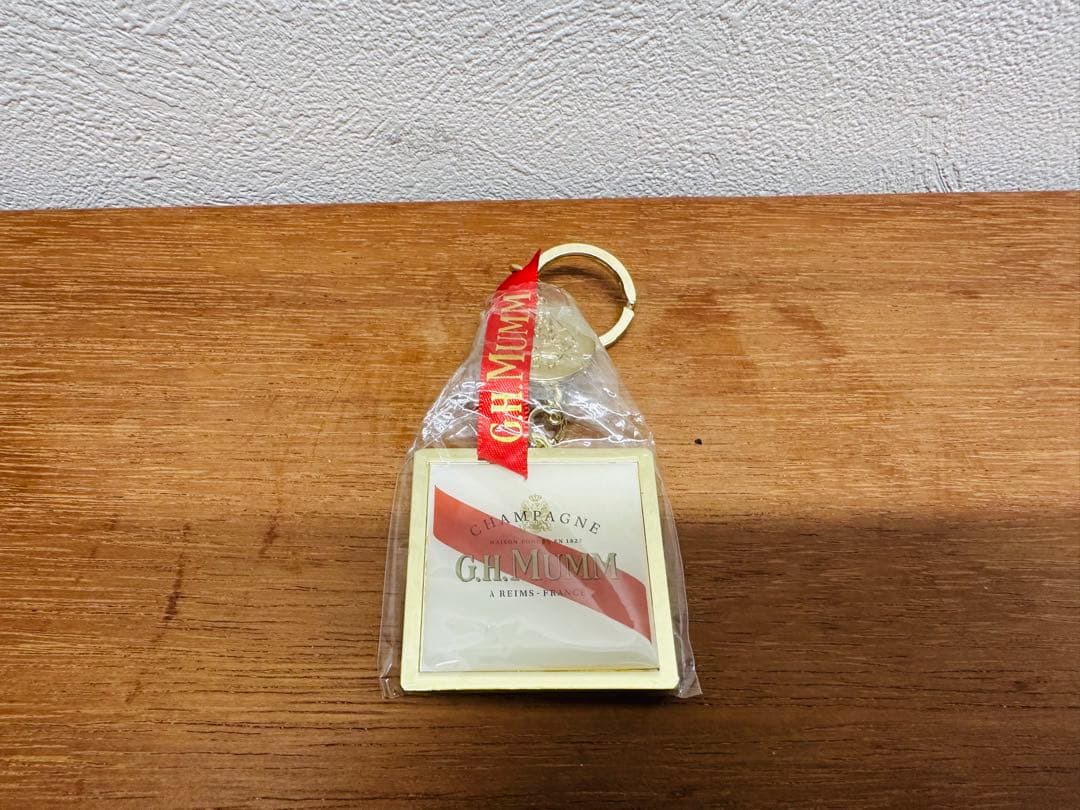 G.H.MUMM
CHAMPAGNE
MAISON FONDÉE EN 1827
G.H.MUMM
À REIMS - FRANCE